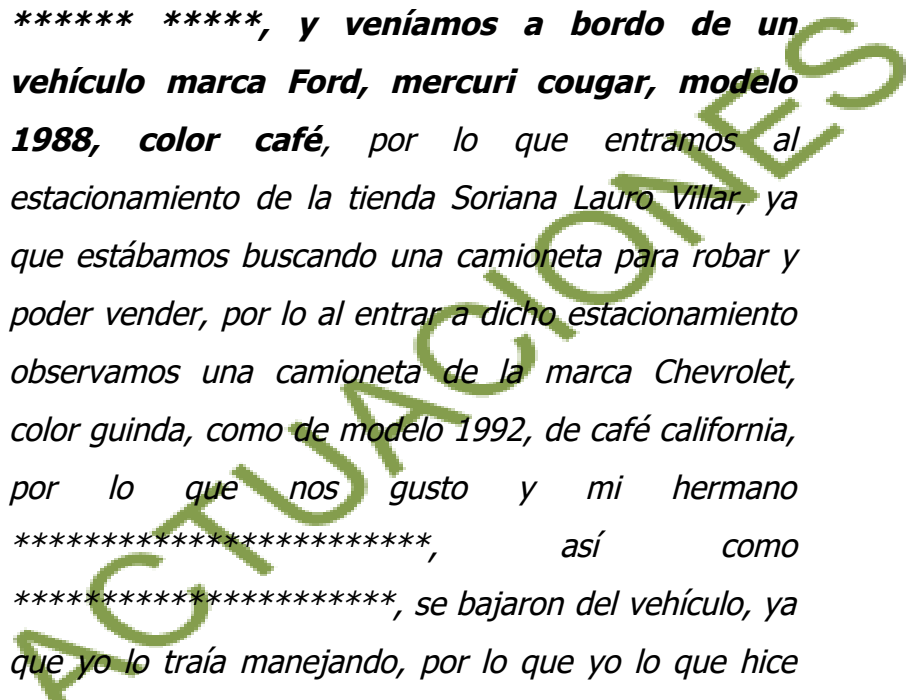 ****** *****, y veníamos a bordo de un
vehículo marca Ford, mercuri cougar, modelo
1988, color café, por lo que entramos al
estacionamiento de la tienda Soriana Lauro Villar, ya
que estábamos buscando una camioneta para robar y
poder vender, por lo al entrar a dicho estacionamiento
observamos una camioneta de la marca Chevrolet,
color guinda, como de modelo 1992, de café california,
por lo que nos gusto y mi hermano
************************, así como
**********************, se bajaron del vehículo, ya
que yo lo traía manejando, por lo que yo lo que hice
ACTUACIONES